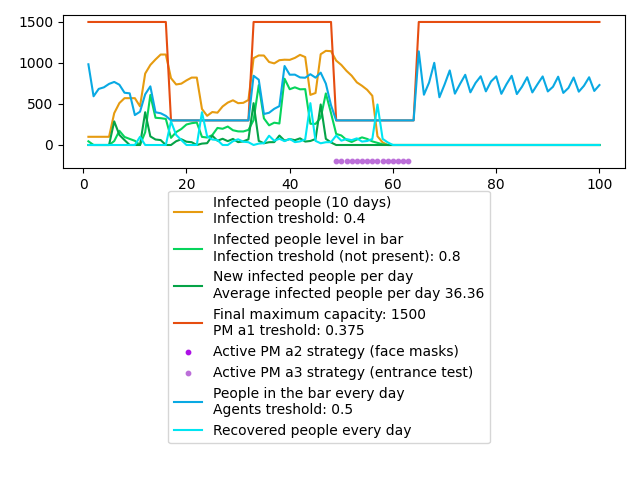 1500
1000
500
0
0 20 40 60 80 100
Infected people (10 days)
Infection treshold: 0.4
Infected people level in bar
Infection treshold (not present): 0.8
New infected people per day
Average infected people per day 36.36
Final maximum capacity: 1500
PM a1 treshold: 0.375
Active PM a2 strategy (face masks)
Active PM a3 strategy (entrance test)
People in the bar every day
Agents treshold: 0.5
Recovered people every day